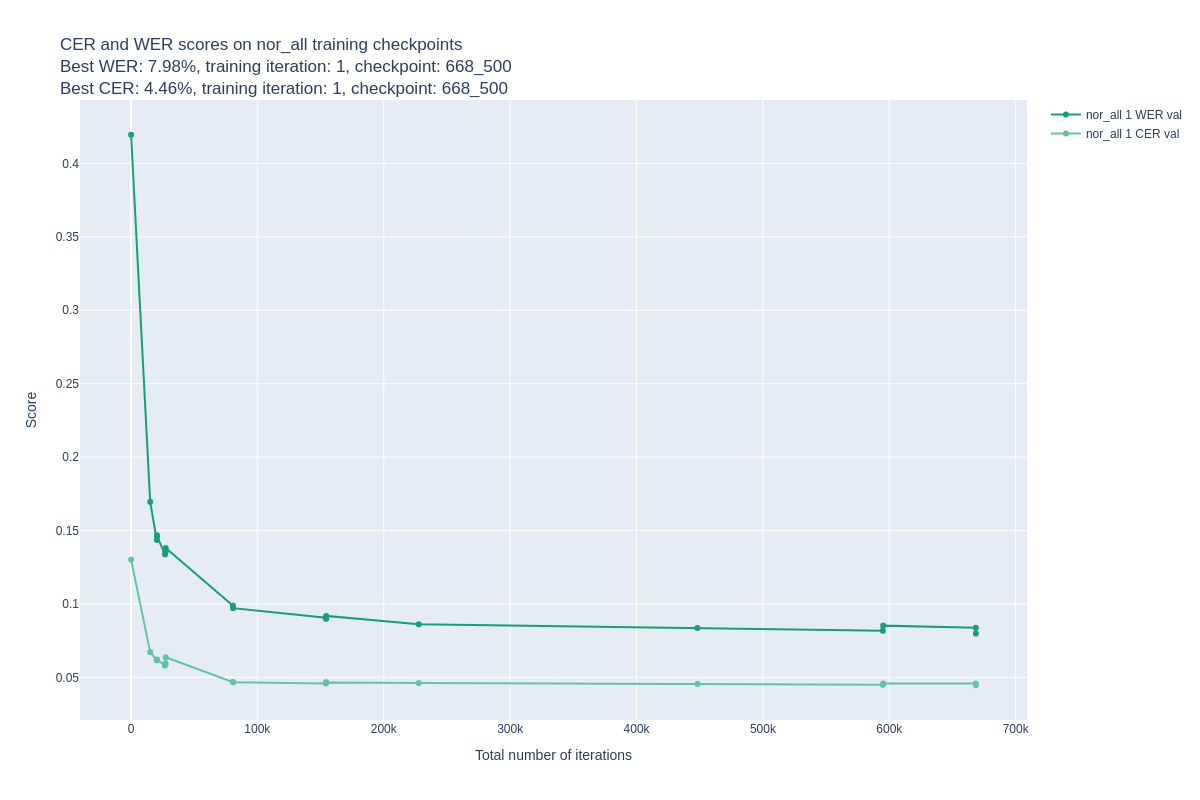 CER and WER scores on nor_all training checkpoints
Best WER: 7.98%, training iteration: 1, checkpoint: 668_500
Best CER: 4.46%, training iteration: 1, checkpoint: 668_500
nor_all 1 WER val
nor_all 1 CER val
0.4
0.35
0.3
0.25
0.2
0.15
0.1
0.05
Score
0 100k 200k 300k 400k 500k 600k 700k
Total number of iterations